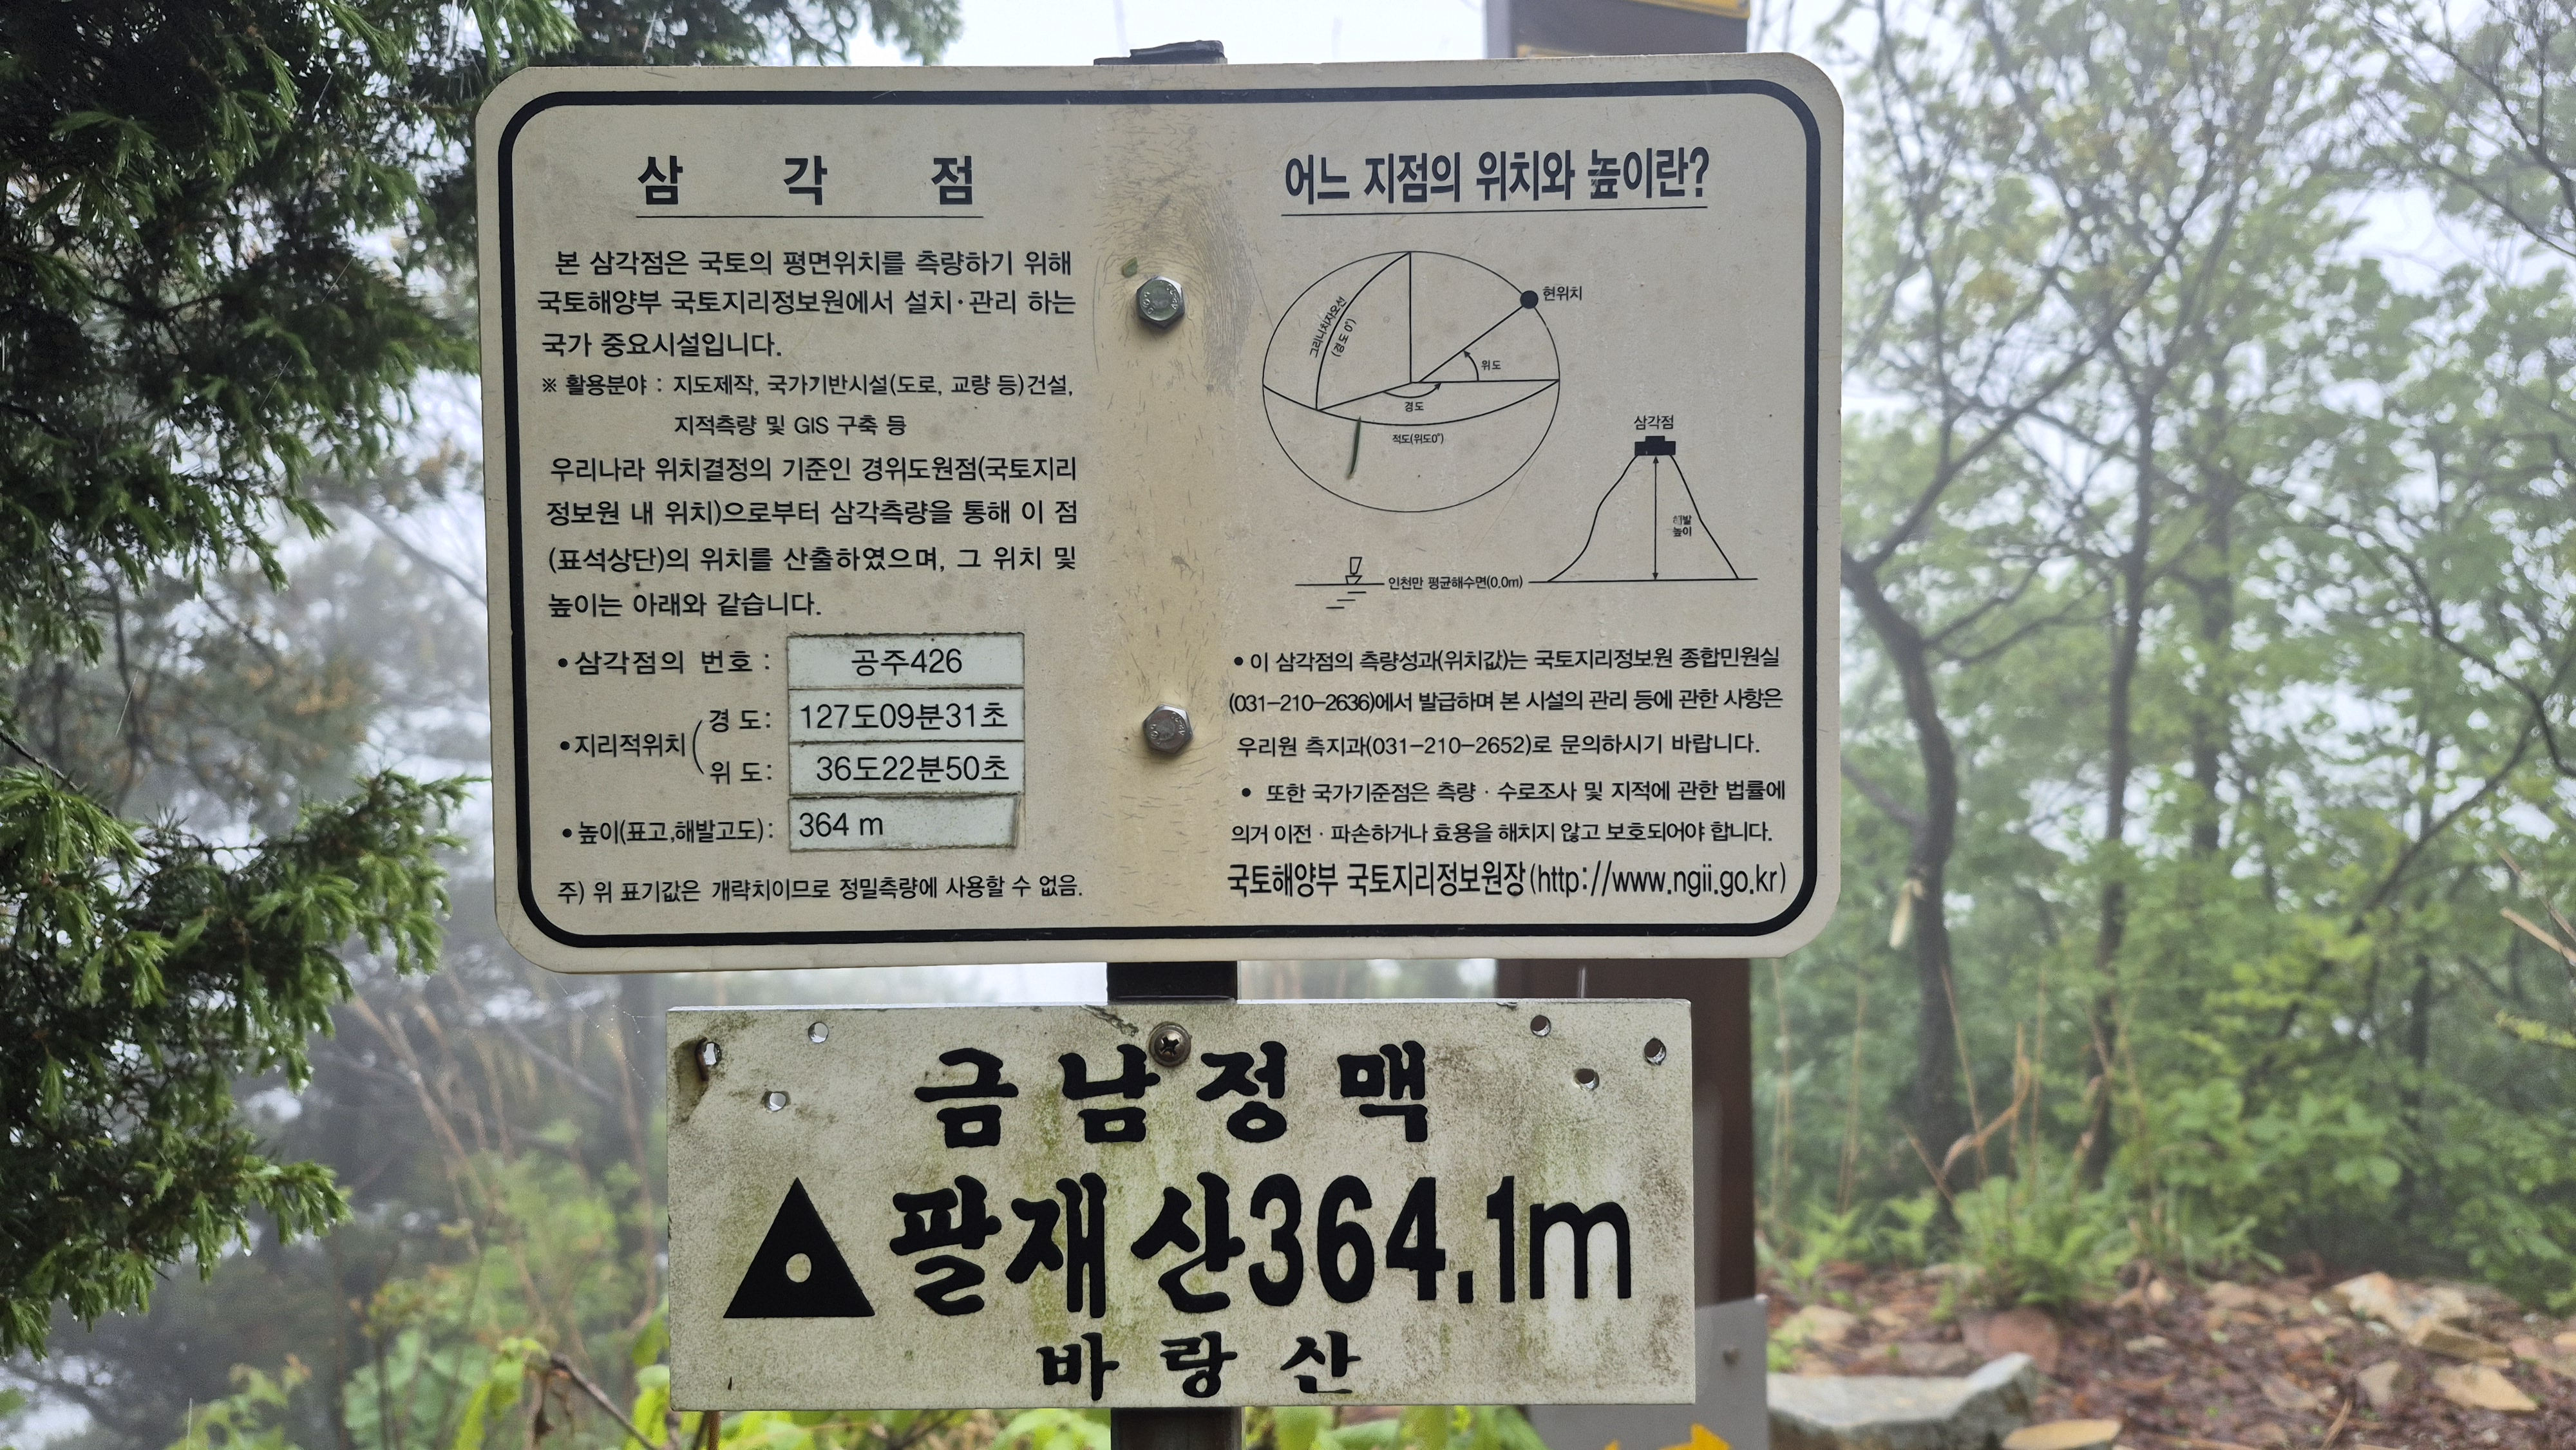 삼 각 점
본 삼각점은 국토의 평면위치를 측량하기 위해
국토해양부 국토지리정보원에서 설치·관리 하는
국가 중요시설입니다.
※ 활용분야 : 지도제작, 국가기반시설(도로, 교량 등)건설,
지적측량 및 GIS 구축 등
우리나라 위치결정의 기준인 경위도원점(국토지리
정보원 내 위치)으로부터 삼각측량을 통해 이 점
(표석상단)의 위치를 산출하였으며, 그 위치 및
높이는 아래와 같습니다.
•삼각점의 번호 : 공주426
•지리적위치 ( 경 도: 127도09분31초
위 도: 36도22분50초
•높이(표고,해발고도): 364 m
주) 위 표기값은 개략치이므로 정밀측량에 사용할 수 없음.
어느 지점의 위치와 높이란?
현위치
그리니치자오선
(경도 0°)
위도
경도
적도(위도0°)
삼각점
해발
높이
인천만 평균해수면(0.0m)
•이 삼각점의 측량성과(위치값)는 국토지리정보원 종합민원실
(031-210-2636)에서 발급하며 본 시설의 관리 등에 관한 사항은
우리원 측지과(031-210-2652)로 문의하시기 바랍니다.
• 또한 국가기준점은 측량 · 수로조사 및 지적에 관한 법률에
의거 이전 · 파손하거나 효용을 해치지 않고 보호되어야 합니다.
국토해양부 국토지리정보원장(http://www.ngii.go.kr)
금남정맥
팔재산364.1m
바랑산